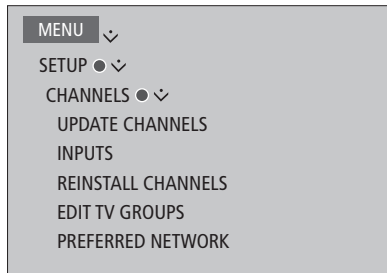 MENU
SETUP
CHANNELS
UPDATE CHANNELS
INPUTS
REINSTALL CHANNELS
EDIT TV GROUPS
PREFERRED NETWORK